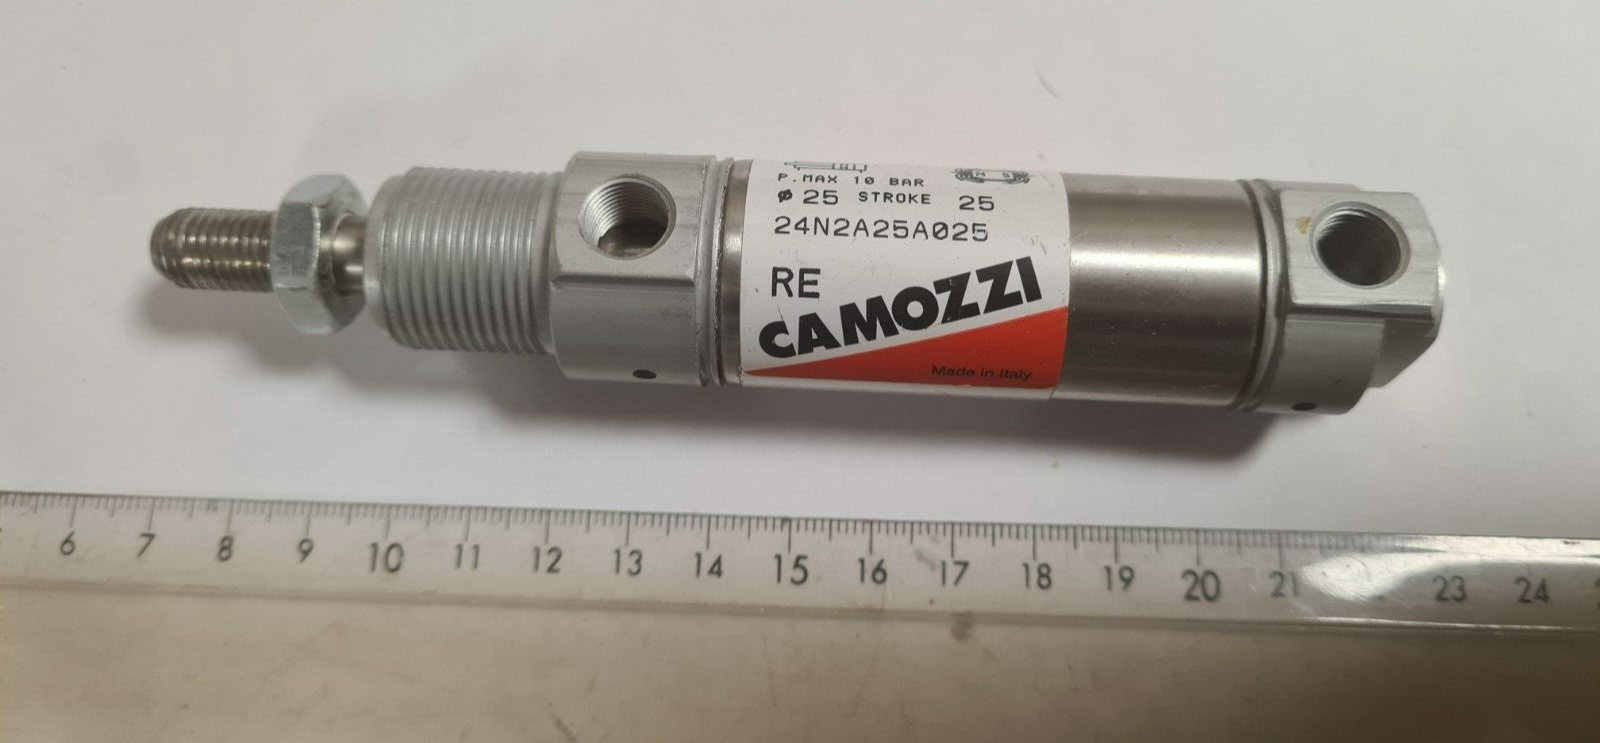 P.MAX 10 BAR
ø 25 STROKE 25
24N2A25A025
RE
CAMOZZI
Made in Italy
6 7 8 9 10 11 12 13 14 15 16 17 18 19 20 21 23 24